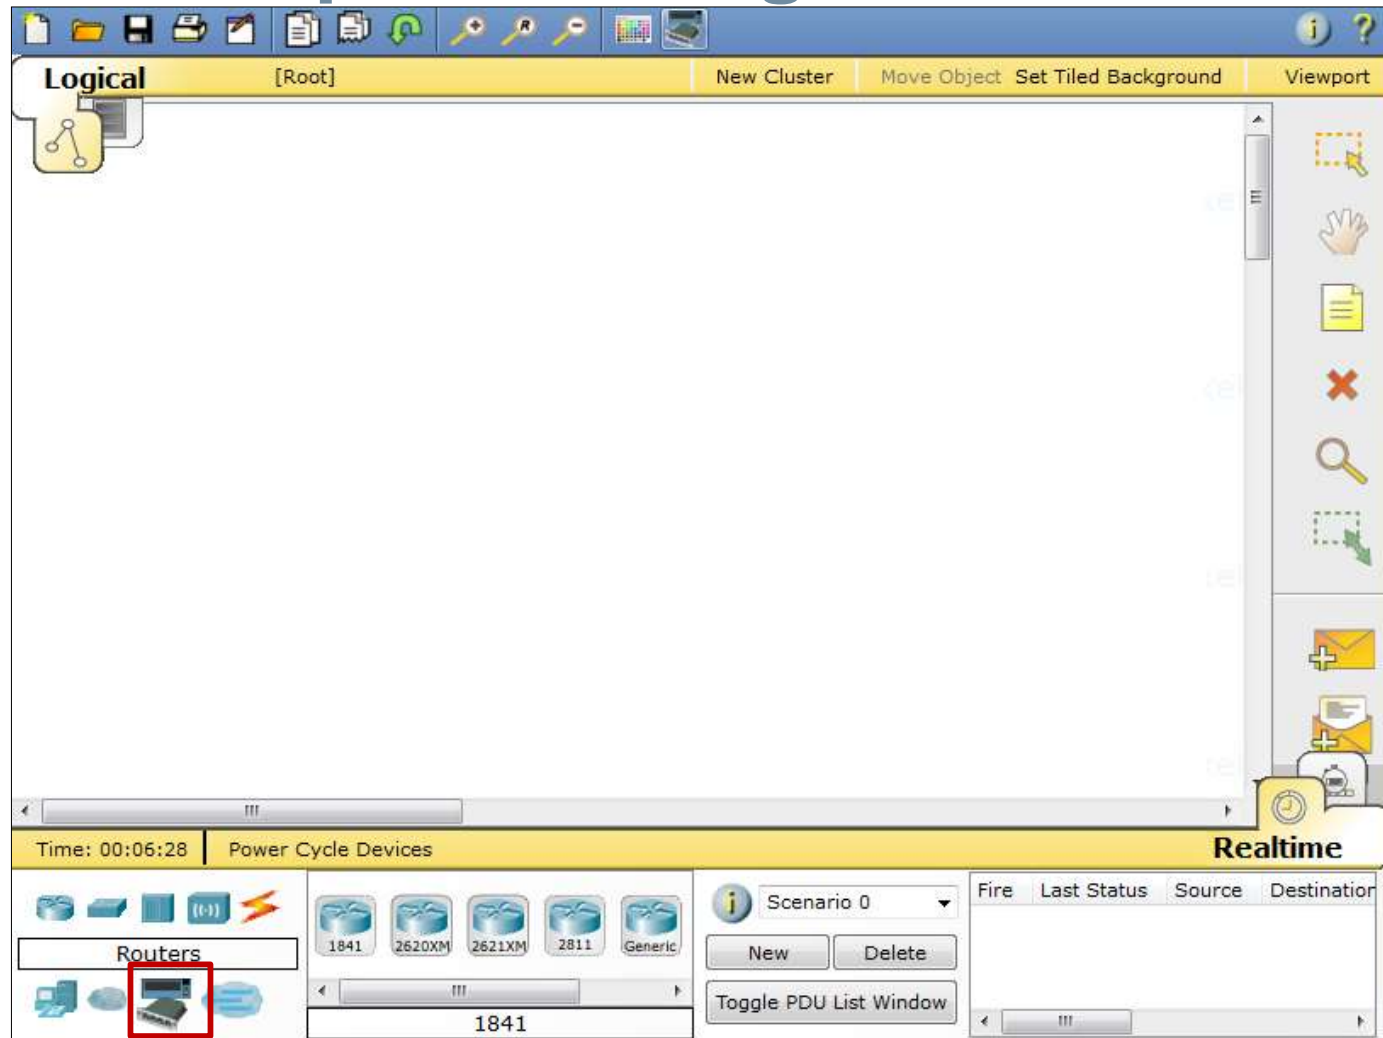 Logical [Root] New Cluster Move Object Set Tiled Background Viewport
Time: 00:06:28 Power Cycle Devices Realtime
Routers
1841 2620XM 2621XM 2811 Generic
1841
Scenario 0
New Delete
Toggle PDU List Window
Fire Last Status Source Destination